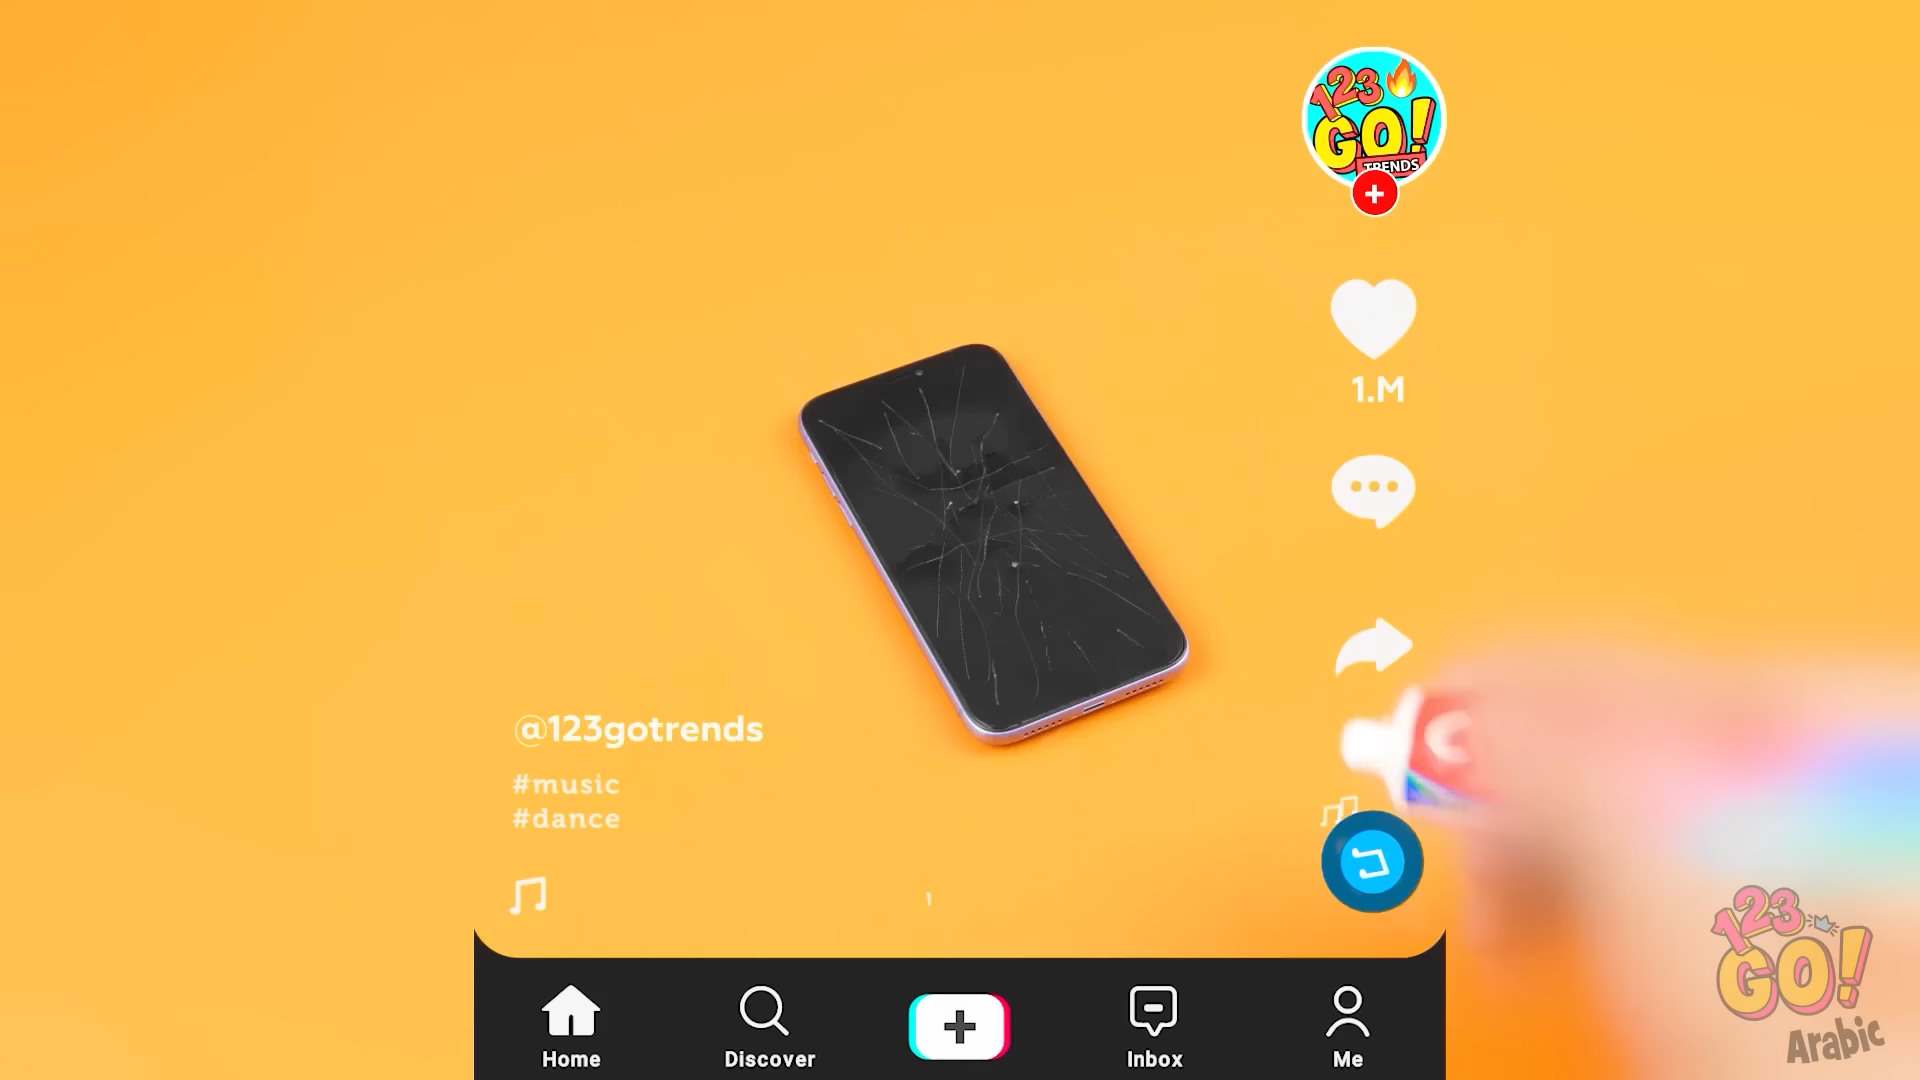 123
GO!
TRENDS
1.M
@123gotrends
#music
#dance
Home
Discover
Inbox
Me
123
GO!
Arabic